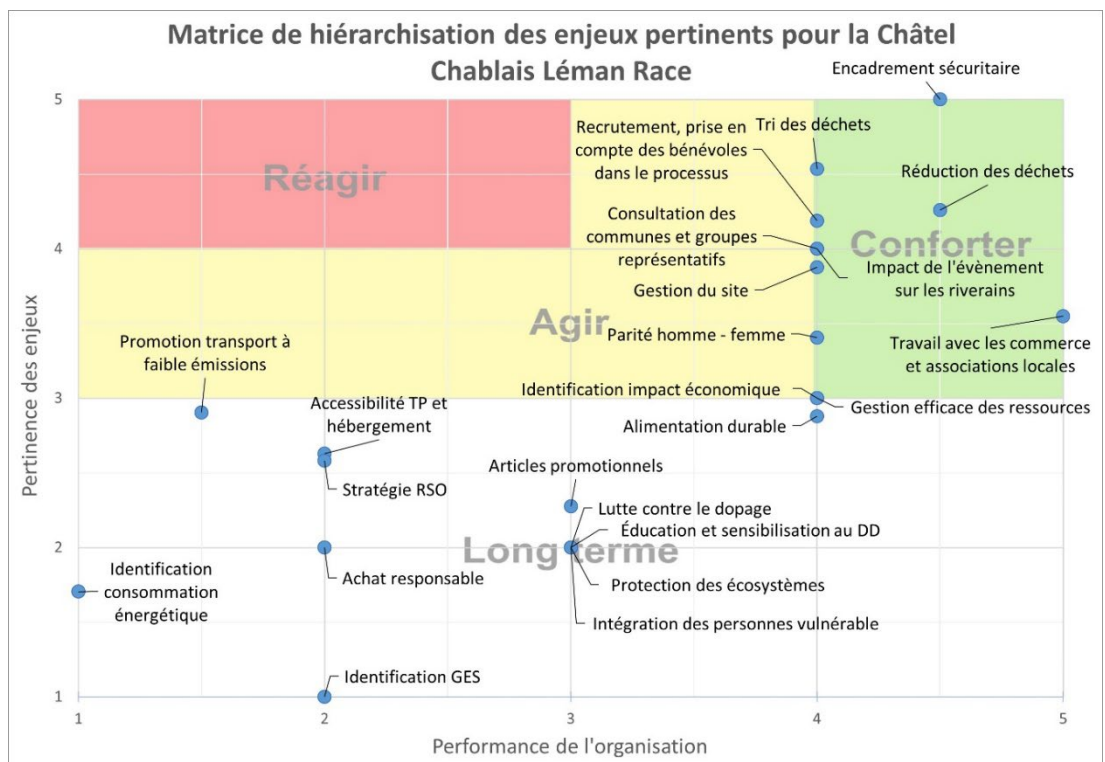 Matrice de hiérarchisation des enjeux pertinents pour la Châtel
Chablais Léman Race
Encadrement sécuritaire
5
Recrutement, prise en
compte des bénévoles
dans le processus
Tri des déchets
Réagir
Réduction des déchets
4
Consultation des
communes et groupes
représentatifs
Conforter
Impact de l'évènement
sur les riverains
Gestion du site
Agir
Promotion transport à
faible émissions
Parité homme - femme
Travail avec les commerce
et associations locales
3
Identification impact économique
Gestion efficace des ressources
Accessibilité TP et
hébergement
Alimentation durable
Stratégie RSO
Articles promotionnels
Lutte contre le dopage
Éducation et sensibilisation au DD
2
Long terme
Identification
consommation
énergétique
Achat responsable
Protection des écosystèmes
Intégration des personnes vulnérable
Identification GES
1
1
2
3
4
5
Pertinence des enjeux
Performance de l'organisation